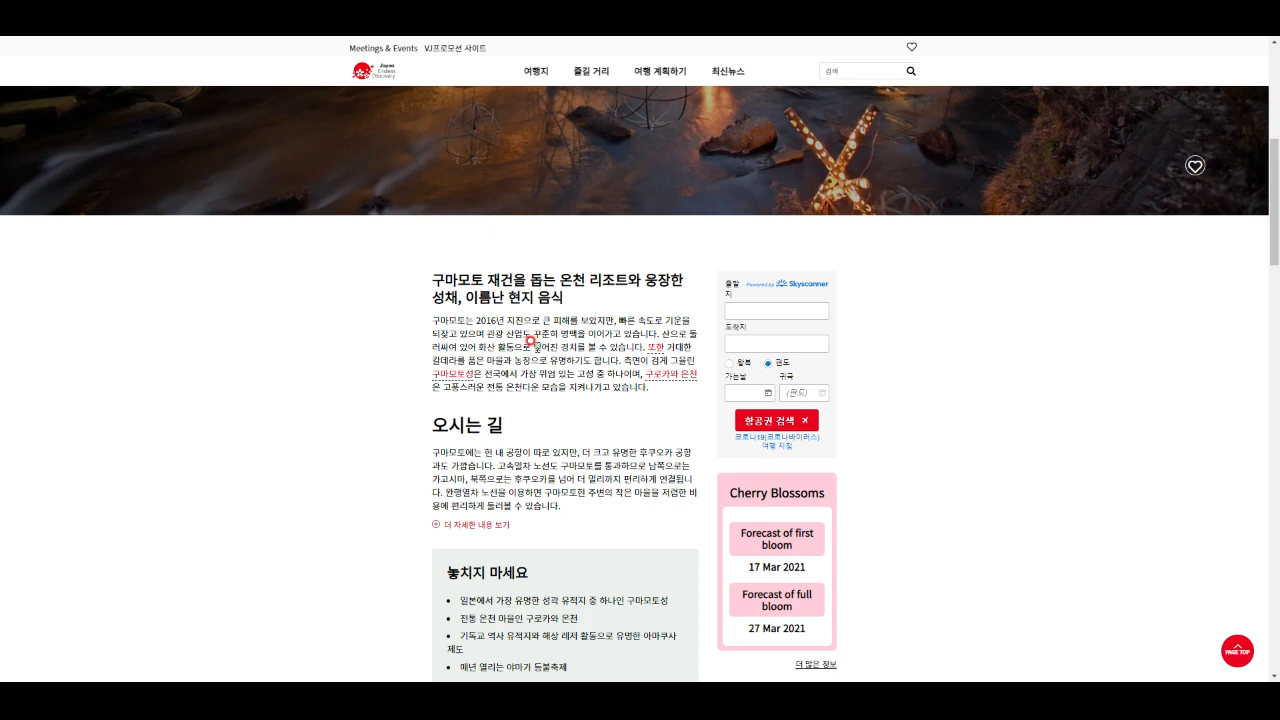 Meetings & Events VJ프로모션 사이트
Japan.
Endless
Discovery.
여행지 즐길 거리 여행 계획하기 최신뉴스 검색
구마모토 재건을 돕는 온천 리조트와 웅장한
성채, 이름난 현지 음식
구마모토는 2016년 지진으로 큰 피해를 보았지만, 빠른 속도로 기운을
되찾고 있으며 관광 산업도 꾸준히 명맥을 이어가고 있습니다. 산으로 둘
러싸여 있어 화산 활동으로 빚어진 경치를 볼 수 있습니다. 또한 거대한
칼데라를 품은 마을과 농장으로 유명하기도 합니다. 측면이 검게 그을린
구마모토성은 전국에서 가장 위엄 있는 고성 중 하나이며, 구로카와 온천
은 고풍스러운 전통 온천다운 모습을 지켜나가고 있습니다.
오시는 길
구마모토에는 현 내 공항이 따로 있지만, 더 크고 유명한 후쿠오카 공항
과도 가깝습니다. 고속열차 노선도 구마모토를 통과하므로 남쪽으로는
가고시마, 북쪽으로는 후쿠오카를 넘어 더 멀리까지 편리하게 연결됩니
다. 완행열차 노선을 이용하면 구마모토현 주변의 작은 마을을 저렴한 비
용에 편리하게 둘러볼 수 있습니다.
더 자세한 내용 보기
놓치지 마세요
일본에서 가장 유명한 성각 유적지 중 하나인 구마모토성
전통 온천 마을인 구로카와 온천
기독교 역사 유적지와 해상 레저 활동으로 유명한 아마쿠사
제도
매년 열리는 야마가 등불축제
출발
지
Powered by Skyscanner
도착지
왕복 편도
가는날 귀국
(편도)
항공권 검색
코로나19(코로나바이러스)
여행 지침
Cherry Blossoms
Forecast of first
bloom
17 Mar 2021
Forecast of full
bloom
27 Mar 2021
더 많은 정보
PAGE TOP